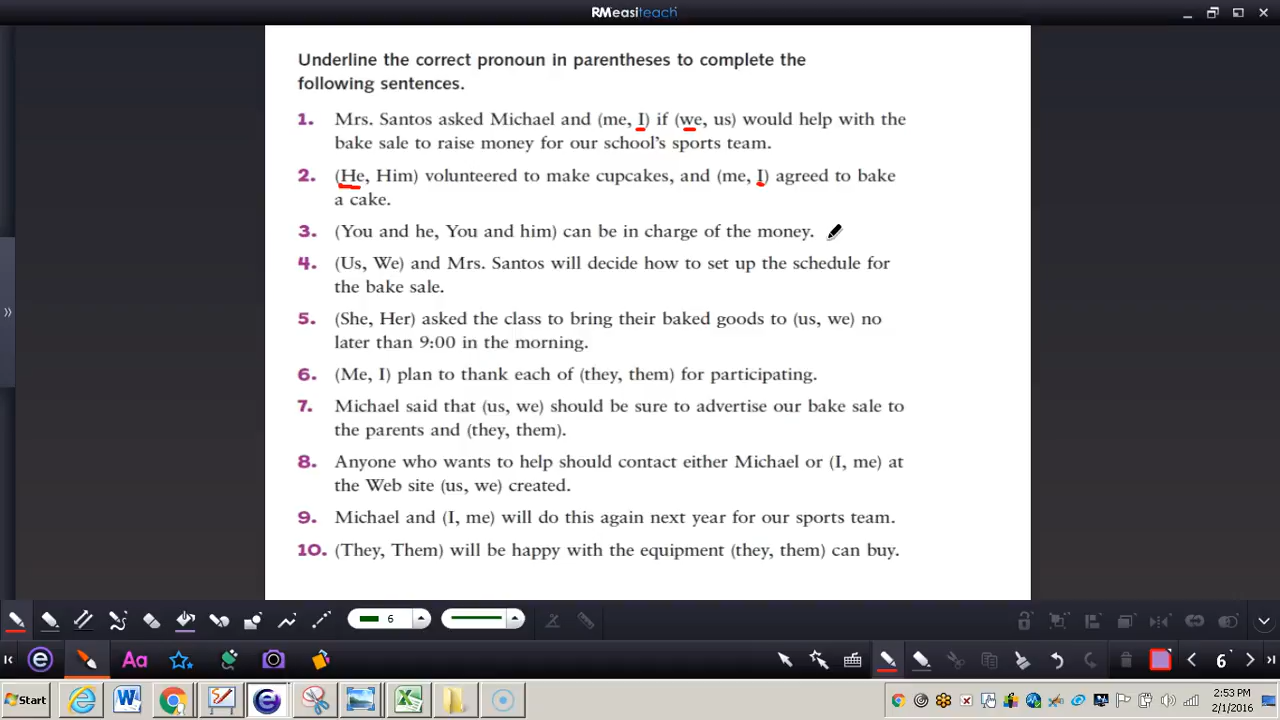 RMeasiteach
Underline the correct pronoun in parentheses to complete the
following sentences.
1. Mrs. Santos asked Michael and (me, I) if (we, us) would help with the
bake sale to raise money for our school's sports team.
2. (He, Him) volunteered to make cupcakes, and (me, I) agreed to bake
a cake.
3. (You and he, You and him) can be in charge of the money.
4. (Us, We) and Mrs. Santos will decide how to set up the schedule for
the bake sale.
5. (She, Her) asked the class to bring their baked goods to (us, we) no
later than 9:00 in the morning.
6. (Me, I) plan to thank each of (they, them) for participating.
7. Michael said that (us, we) should be sure to advertise our bake sale to
the parents and (they, them).
8. Anyone who wants to help should contact either Michael or (I, me) at
the Web site (us, we) created.
9. Michael and (I, me) will do this again next year for our sports team.
10. (They, Them) will be happy with the equipment (they, them) can buy.
6
Aa
6
Start
2:53 PM
2/1/2016